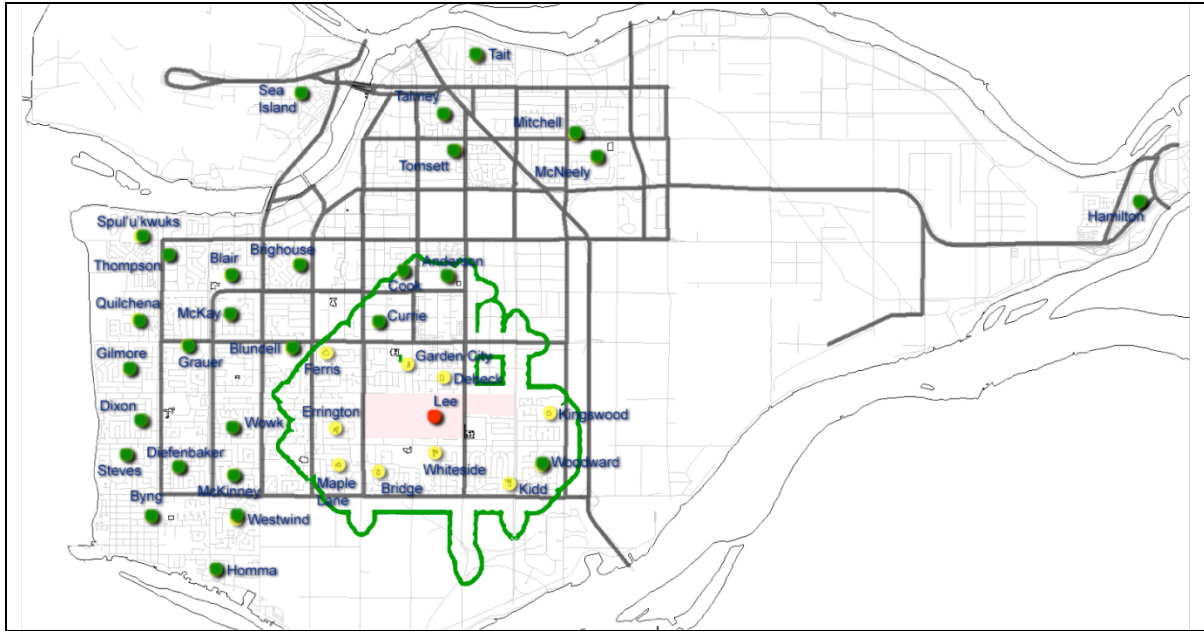 Tait
Sea
Island
Talmey
Mitchell
Tomsett
McNeely
Hamilton
Spul'u'kwuks
Thompson
Blair
Brighouse
Anderson
Cook
Quilchena
McKay
Currie
Gilmore
Grauer
Blundell
Ferris
Garden City
Debeck
Dixon
Wowk
Errington
Lee
Kingswood
Steves
Diefenbaker
McKinney
Maple
Lane
Bridge
Whiteside
Woodward
Kidd
Byng
Westwind
Homma